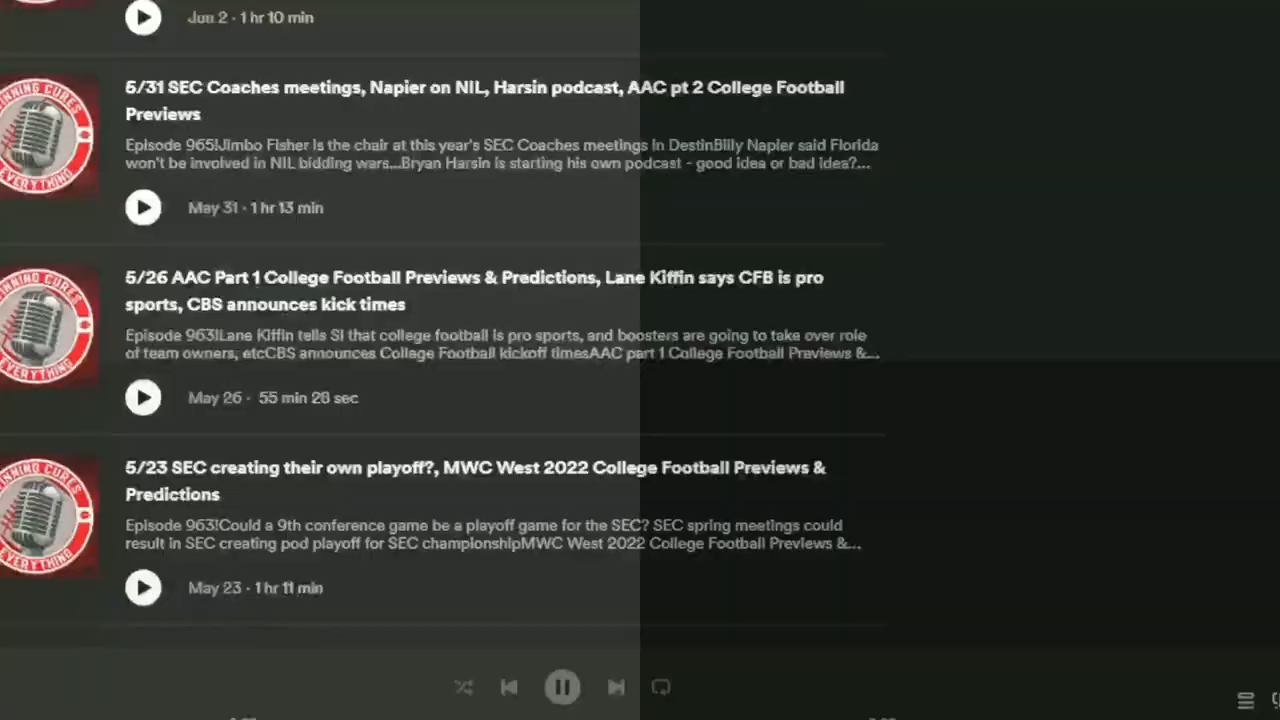 Jun 2 · 1 hr 10 min
5/31 SEC Coaches meetings, Napier on NIL, Harsin podcast, AAC pt 2 College Football
Previews
Episode 965!Jimbo Fisher is the chair at this year's SEC Coaches meetings in DestinBilly Napier said Florida
won't be involved in NIL bidding wars...Bryan Harsin is starting his own podcast - good idea or bad idea?...
May 31 · 1 hr 13 min
5/26 AAC Part 1 College Football Previews & Predictions, Lane Kiffin says CFB is pro
sports, CBS announces kick times
Episode 963!Lane Kiffin tells SI that college football is pro sports, and boosters are going to take over role
of team owners, etcCBS announces College Football kickoff timesAAC part 1 College Football Previews &...
May 26 · 55 min 28 sec
5/23 SEC creating their own playoff?, MWC West 2022 College Football Previews &
Predictions
Episode 963!Could a 9th conference game be a playoff game for the SEC? SEC spring meetings could
result in SEC creating pod playoff for SEC championshipMWC West 2022 College Football Previews &...
May 23 · 1 hr 11 min
CURES
EVERYTHING
CURES
EVERYTHING
CURES
EVERYTHING